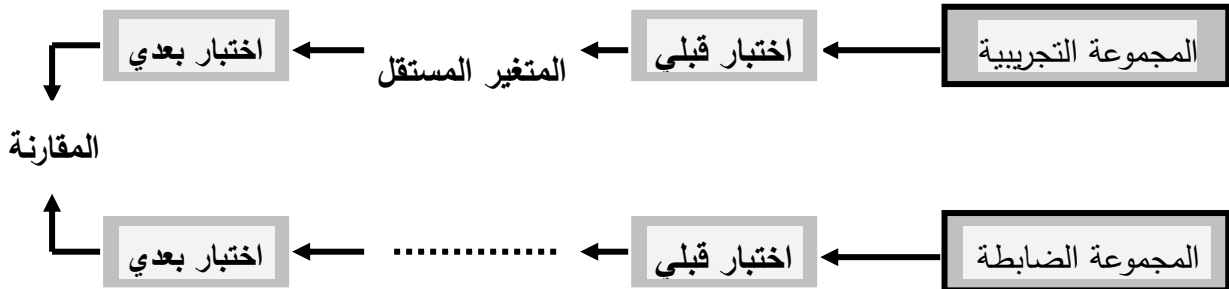 المجموعة التجريبية اختبار قبلي المتغير المستقل اختبار بعدي
المقارنة
المجموعة الضابطة اختبار قبلي ................ اختبار بعدي